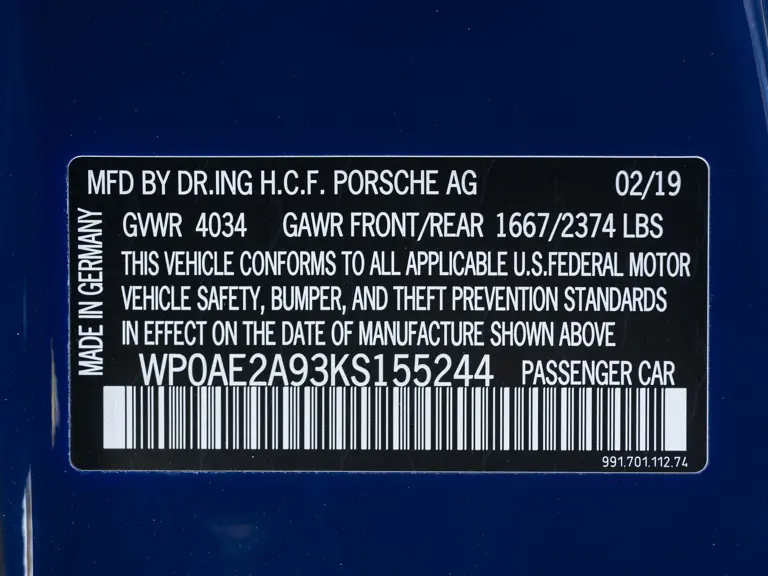 MFD BY DR.ING H.C.F. PORSCHE AG 02/19
GVWR 4034 GAWR FRONT/REAR 1667/2374 LBS
THIS VEHICLE CONFORMS TO ALL APPLICABLE U.S.FEDERAL MOTOR
VEHICLE SAFETY, BUMPER, AND THEFT PREVENTION STANDARDS
IN EFFECT ON THE DATE OF MANUFACTURE SHOWN ABOVE
MADE IN GERMANY
WP0AE2A93KS155244 PASSENGER CAR
991.701.112.74